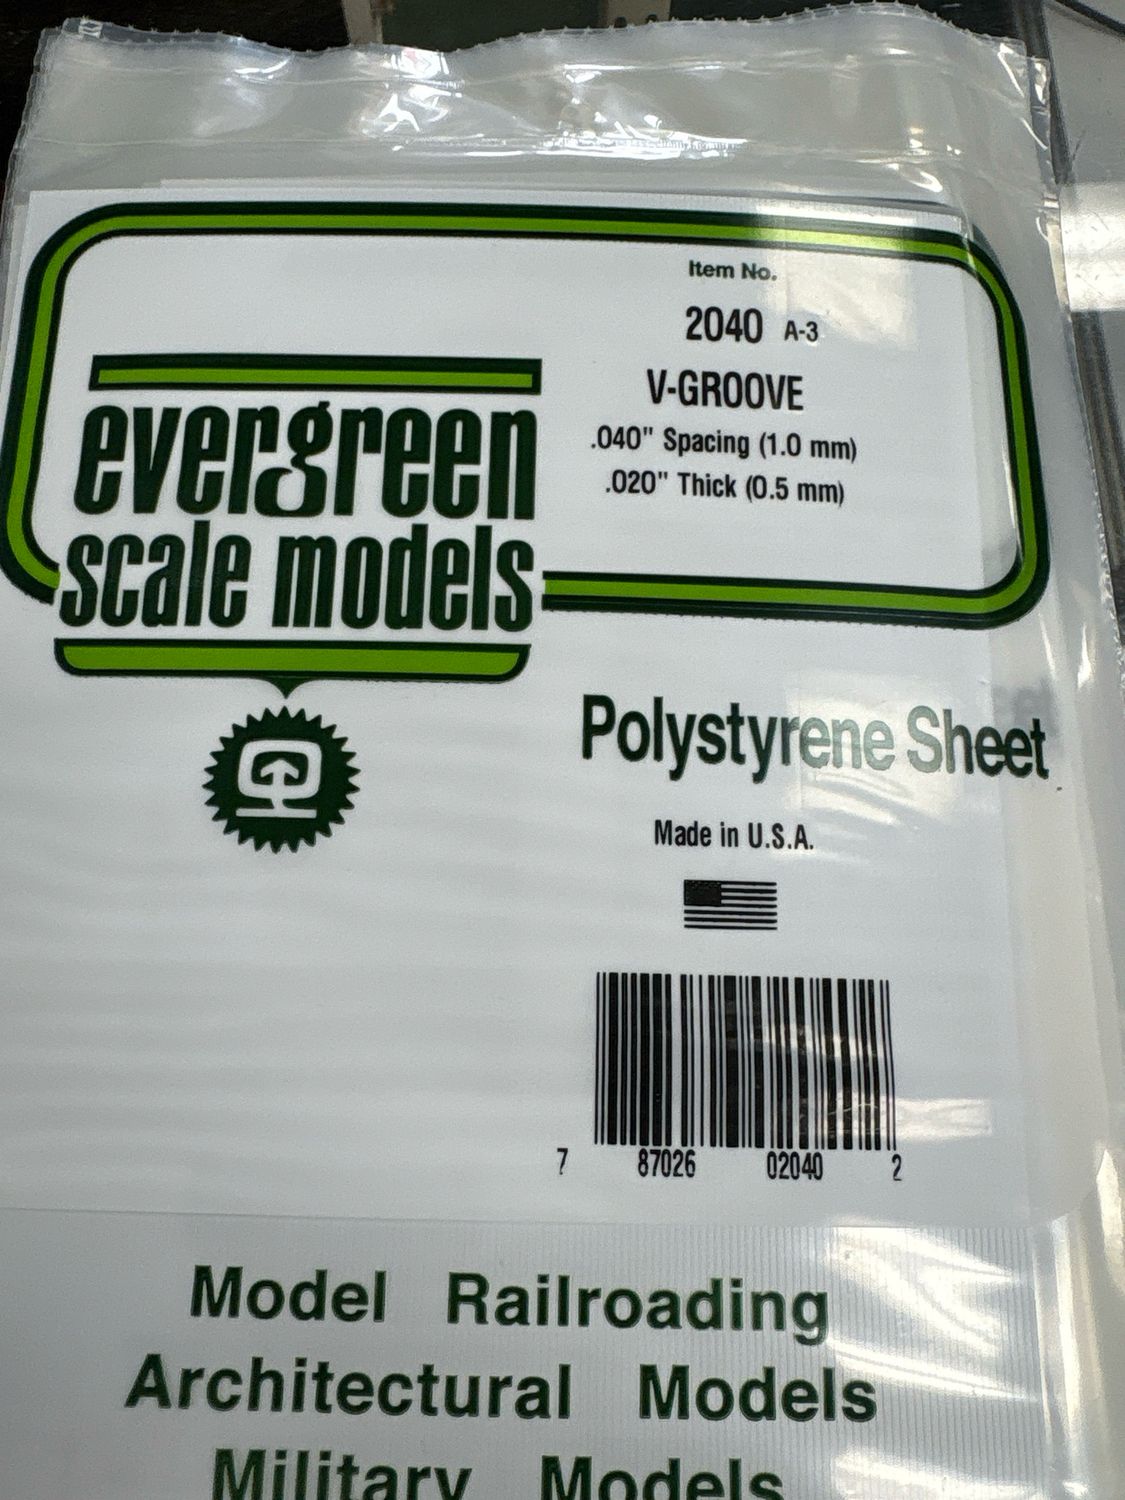 Item No.
2040 A-3
V-GROOVE
.040" Spacing (1.0 mm)
.020" Thick (0.5 mm)
evergreen
scale models
Polystyrene Sheet
Made in U.S.A.
7 87026 02040 2
Model Railroading
Architectural Models
Military Models